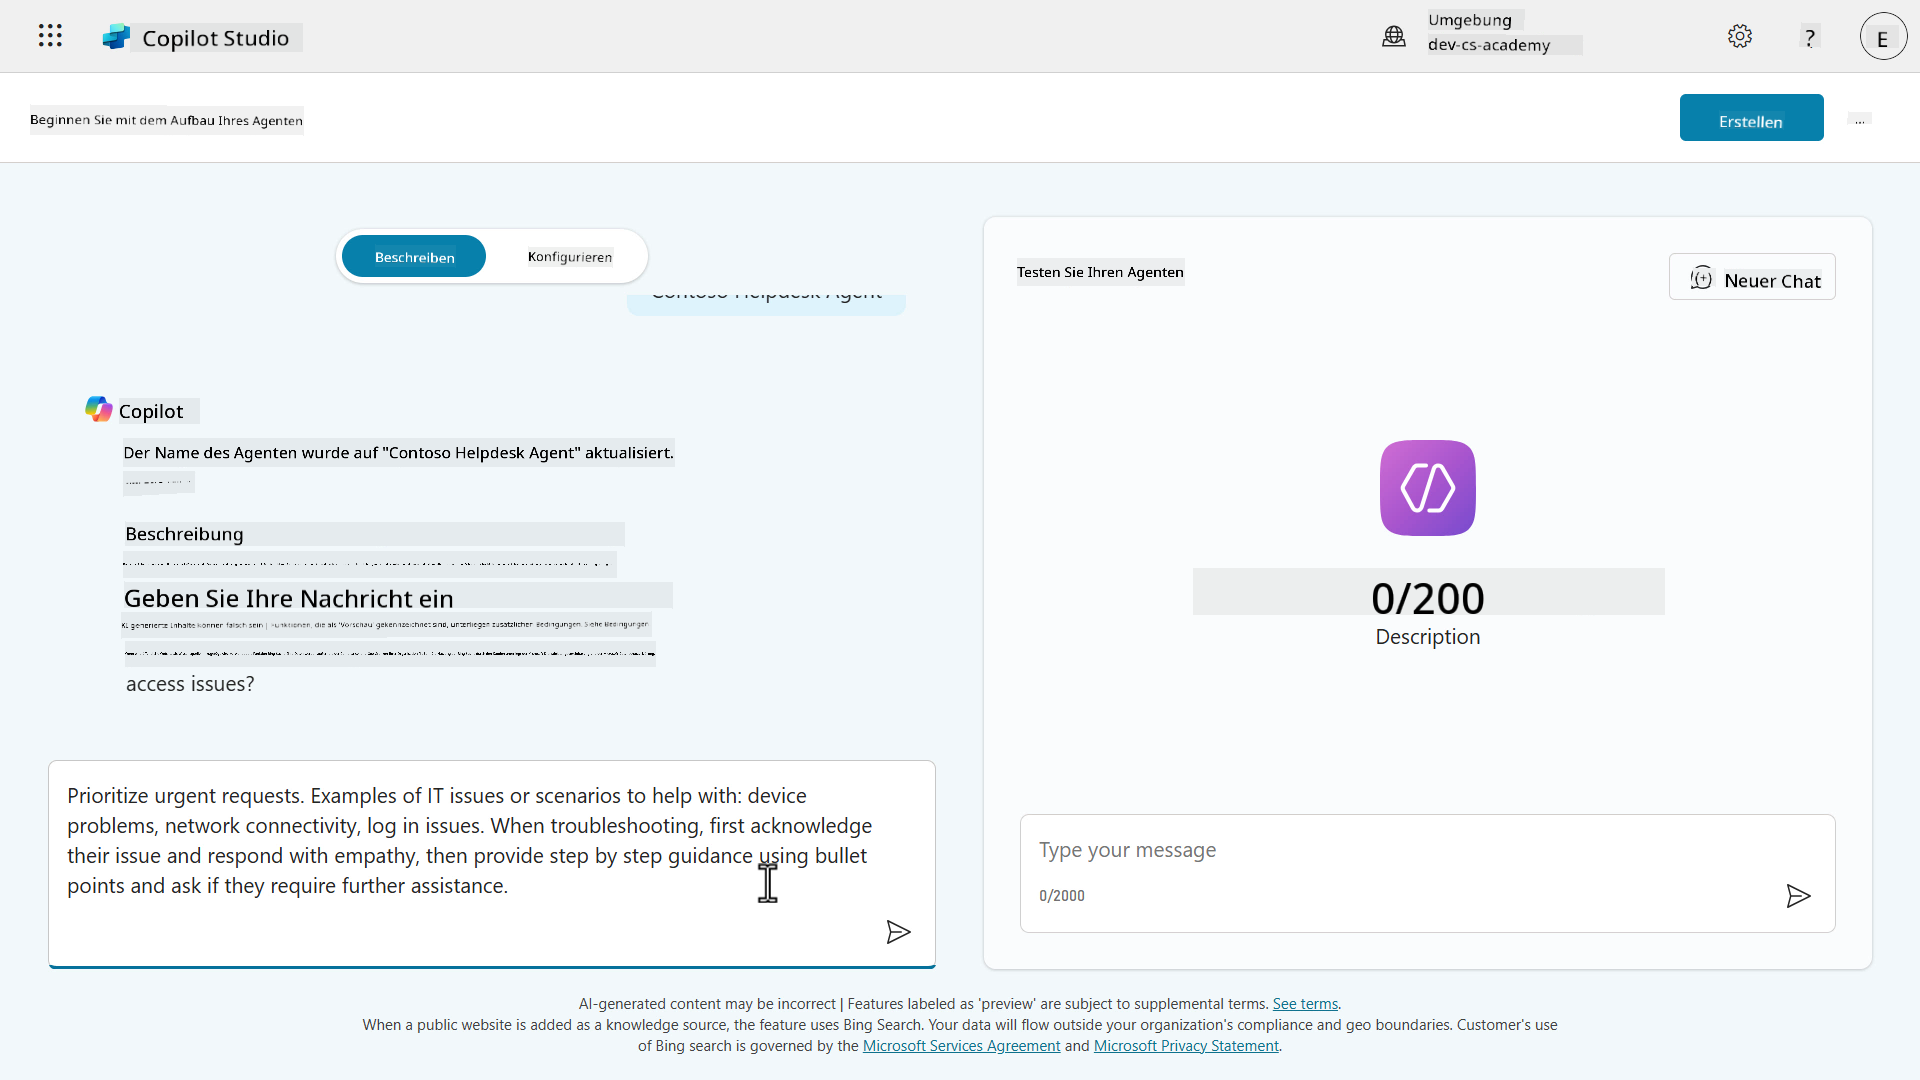 Copilot Studio
Umgebung
dev-cs-academy
?
E
Beginnen Sie mit dem Aufbau Ihres Agenten
Erstellen
...
Beschreiben
Konfigurieren
Contoso Helpdesk Agent
Copilot
Der Name des Agenten wurde auf "Contoso Helpdesk Agent" aktualisiert.
Beschreibung
Geben Sie Ihre Nachricht ein
KI generierte Inhalte können falsch sein | Funktionen, die als 'Vorschau' gekennzeichnet sind, unterliegen zusätzlichen Bedingungen. Siehe Bedingungen
access issues?
Prioritize urgent requests. Examples of IT issues or scenarios to help with: device
problems, network connectivity, log in issues. When troubleshooting, first acknowledge
their issue and respond with empathy, then provide step by step guidance using bullet
points and ask if they require further assistance.
Testen Sie Ihren Agenten
Neuer Chat
0/200
Description
Type your message
0/2000
AI-generated content may be incorrect | Features labeled as 'preview' are subject to supplemental terms. See terms.
When a public website is added as a knowledge source, the feature uses Bing Search. Your data will flow outside your organization's compliance and geo boundaries. Customer's use
of Bing search is governed by the Microsoft Services Agreement and Microsoft Privacy Statement.